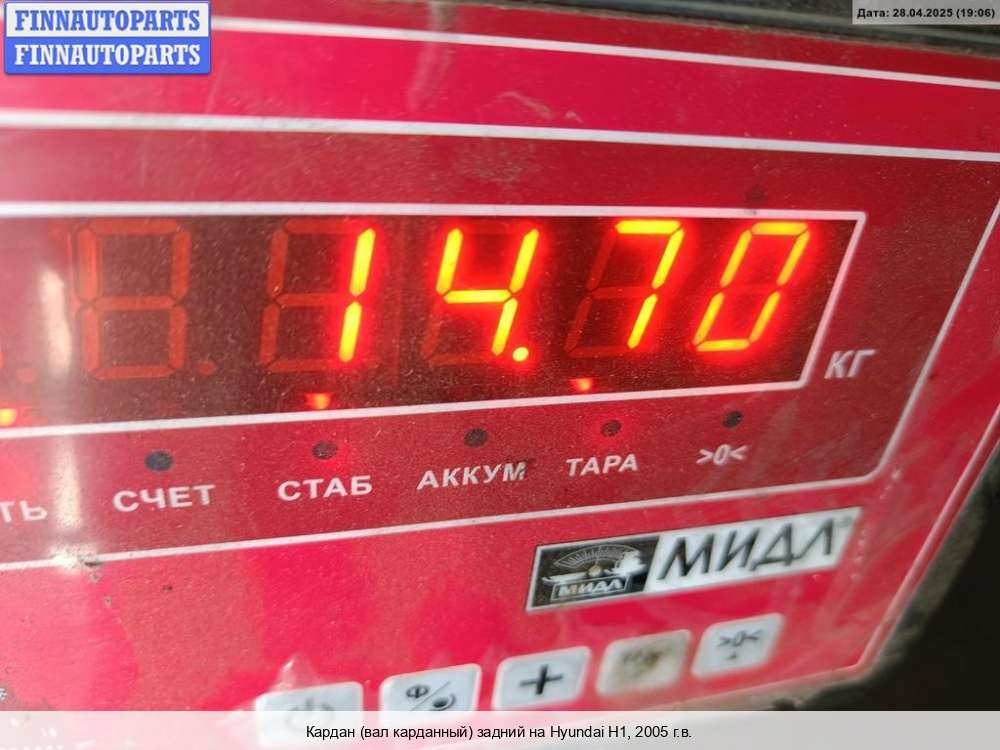 FINNAUTOPARTS
FINNAUTOPARTS
Дата: 28.04.2025 (19:06)
14.70
КГ
СЧЕТ СТАБ АККУМ ТАРА >0<
МИДЛ МИДЛ
>0<
Кардан (вал карданный) задний на Hyundai H1, 2005 г.в.